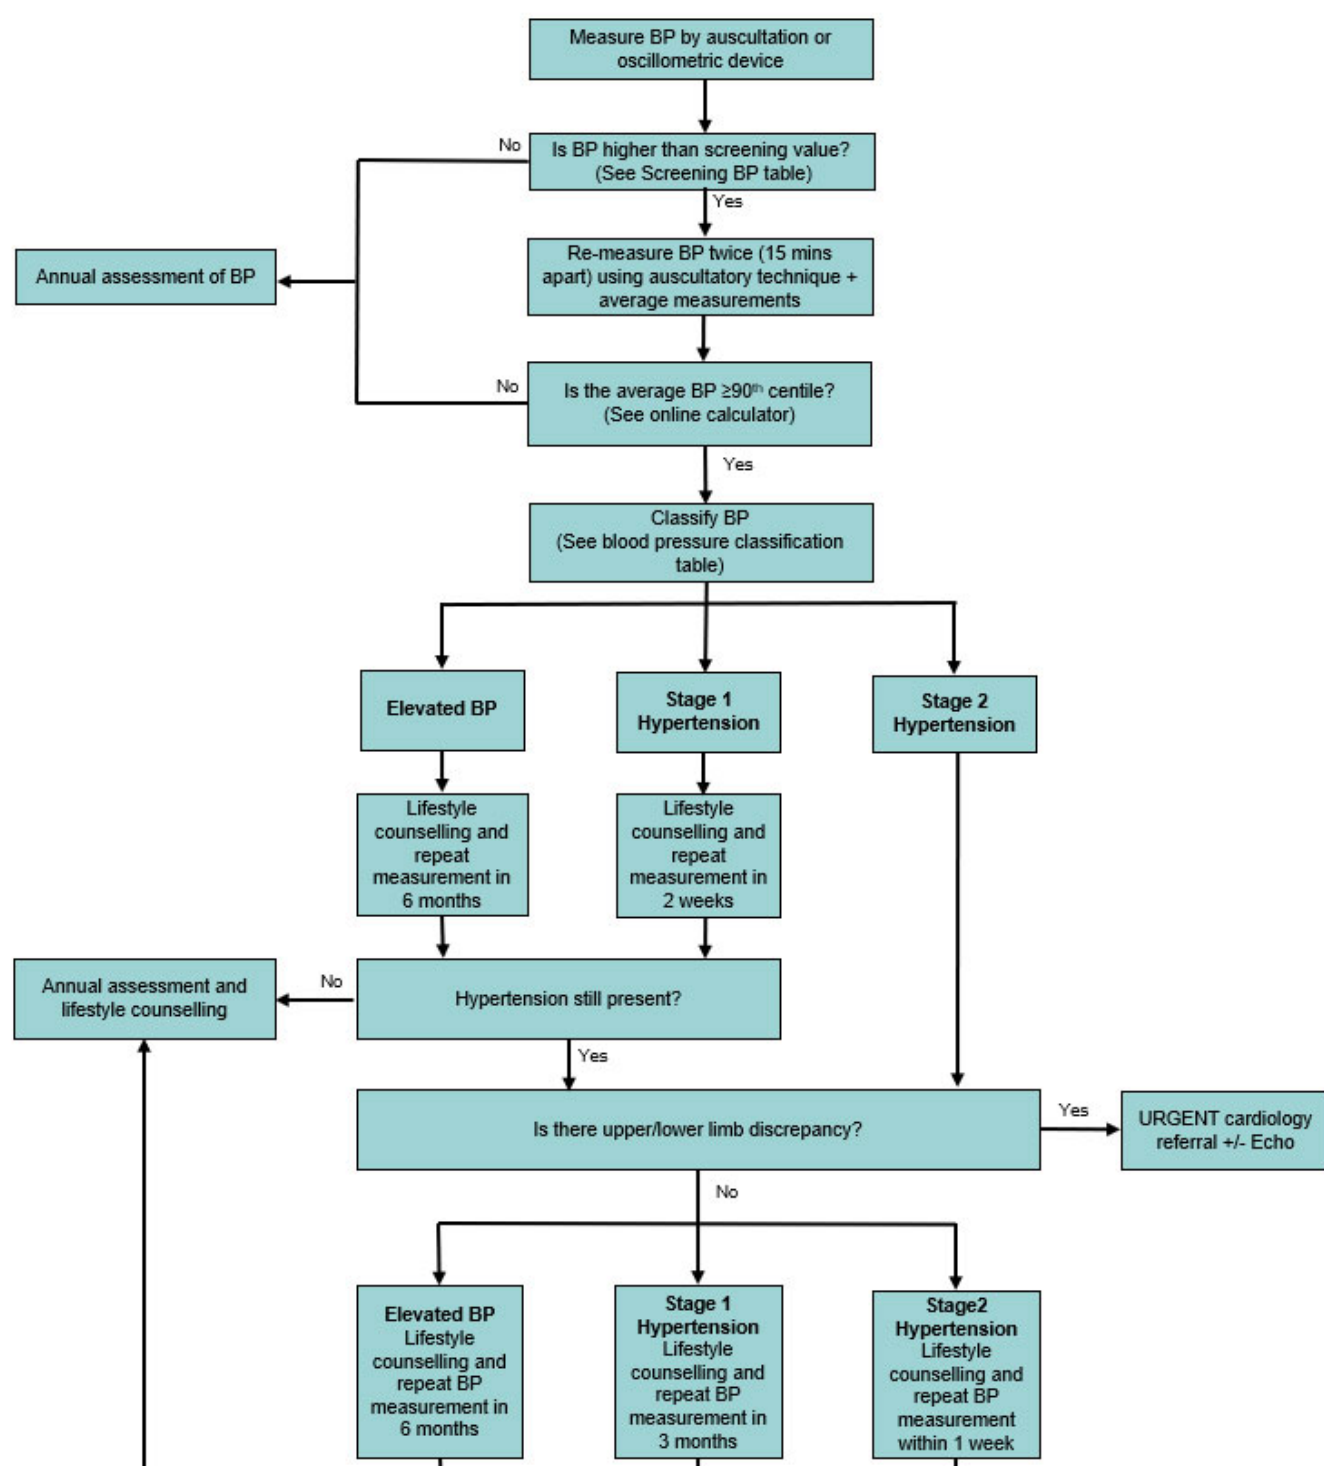 Measure BP by auscultation or
oscillometric device
No
Is BP higher than screening value?
(See Screening BP table)
Yes
Annual assessment of BP
Re-measure BP twice (15 mins
apart) using auscultatory technique +
average measurements
No
Is the average BP ≥90th centile?
(See online calculator)
Yes
Classify BP
(See blood pressure classification
table)
Elevated BP
Stage 1
Hypertension
Stage 2
Hypertension
Lifestyle
counselling and
repeat
measurement in
6 months
Lifestyle
counselling and
repeat
measurement in
2 weeks
Annual assessment and
lifestyle counselling
No
Hypertension still present?
Yes
Is there upper/lower limb discrepancy?
Yes
URGENT cardiology
referral +/- Echo
No
Elevated BP
Lifestyle
counselling and
repeat BP
measurement in
6 months
Stage 1
Hypertension
Lifestyle
counselling and
repeat BP
measurement in
3 months
Stage2
Hypertension
Lifestyle
counselling and
repeat BP
measurement
within 1 week